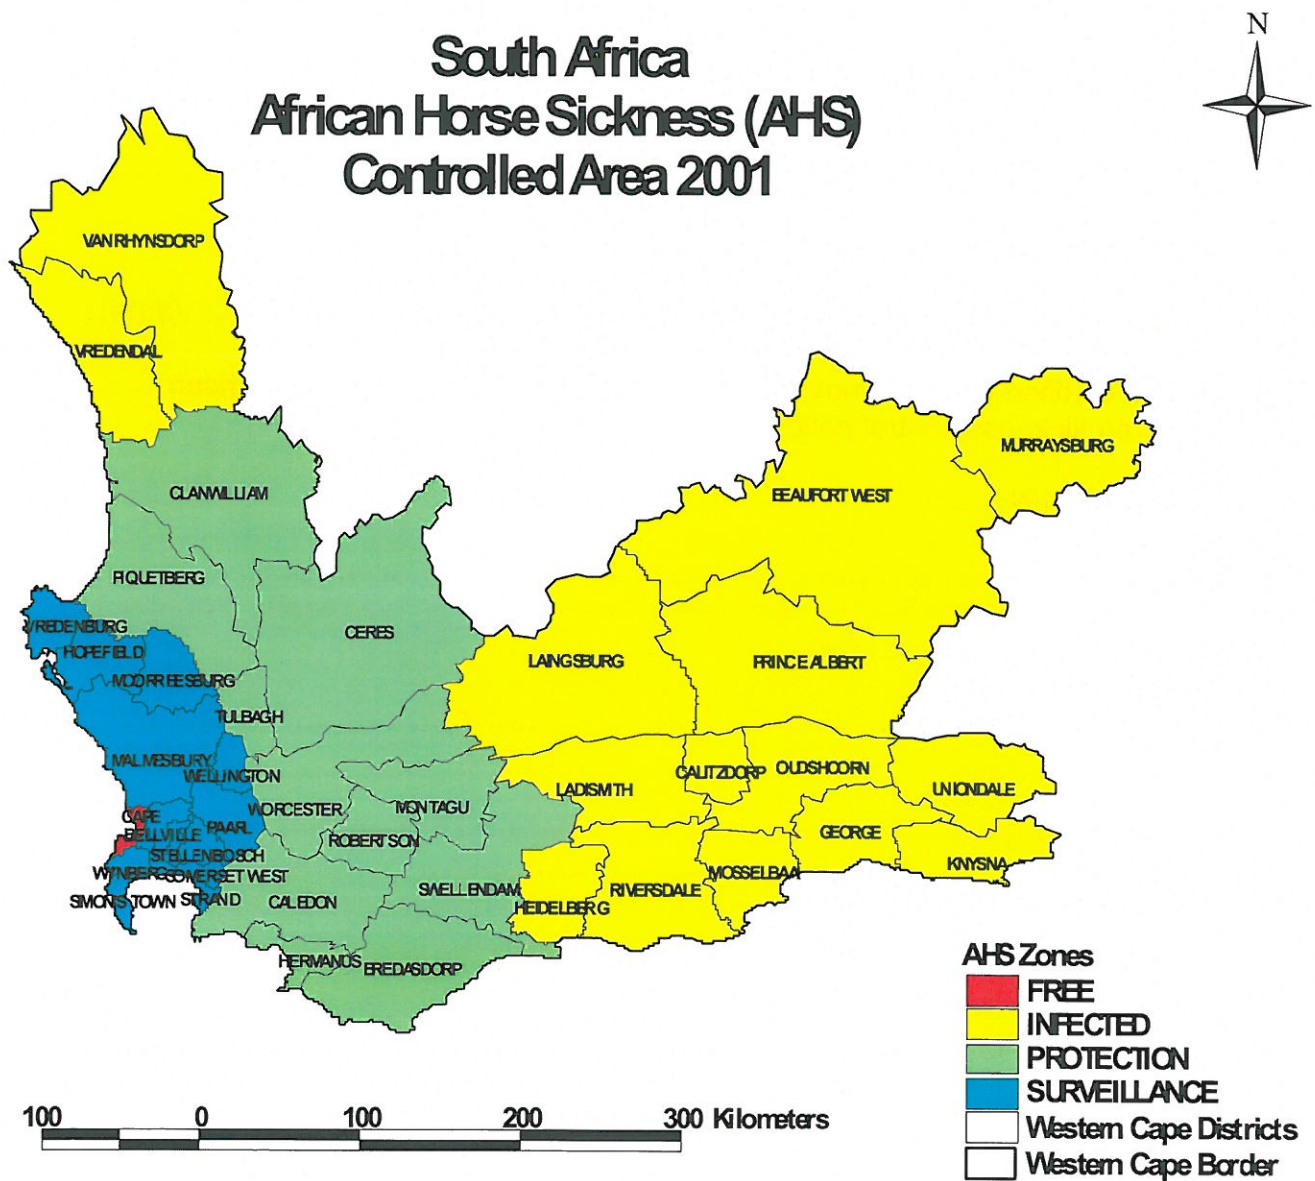 N
South Africa
African Horse Sickness (AHS)
Controlled Area 2001
VAN RHYNSDORP
VREDENDAL
MURRAYSBURG
BEAUFORT WEST
CLANWILLIAM
PIQUETBERG
VREDENBURG
CERES
HOPEFIELD
LAINGSBURG
PRINCE ALBERT
MOORREESBURG
TULBAGH
MALMESBURY
WELLINGTON
CALITZDORP
OUDSHOORN
LADISMITH
UNIONDALE
WORCESTER
MONTAGU
CAPE
BELLVILLE
PAARL
ROBERTSON
GEORGE
STELLENBOSCH
KNYSNA
WYNBERG
SOMERSET WEST
MOSSELBAAI
SWELLENDAM
RIVERSDALE
SIMONS TOWN
STRAND
CALEDON
HEIDELBERG
HERMANUS
BREDASDORP
AHS Zones
FREE
INFECTED
PROTECTION
SURVEILLANCE
Western Cape Districts
Western Cape Border
100 0 100 200 300 Kilometers